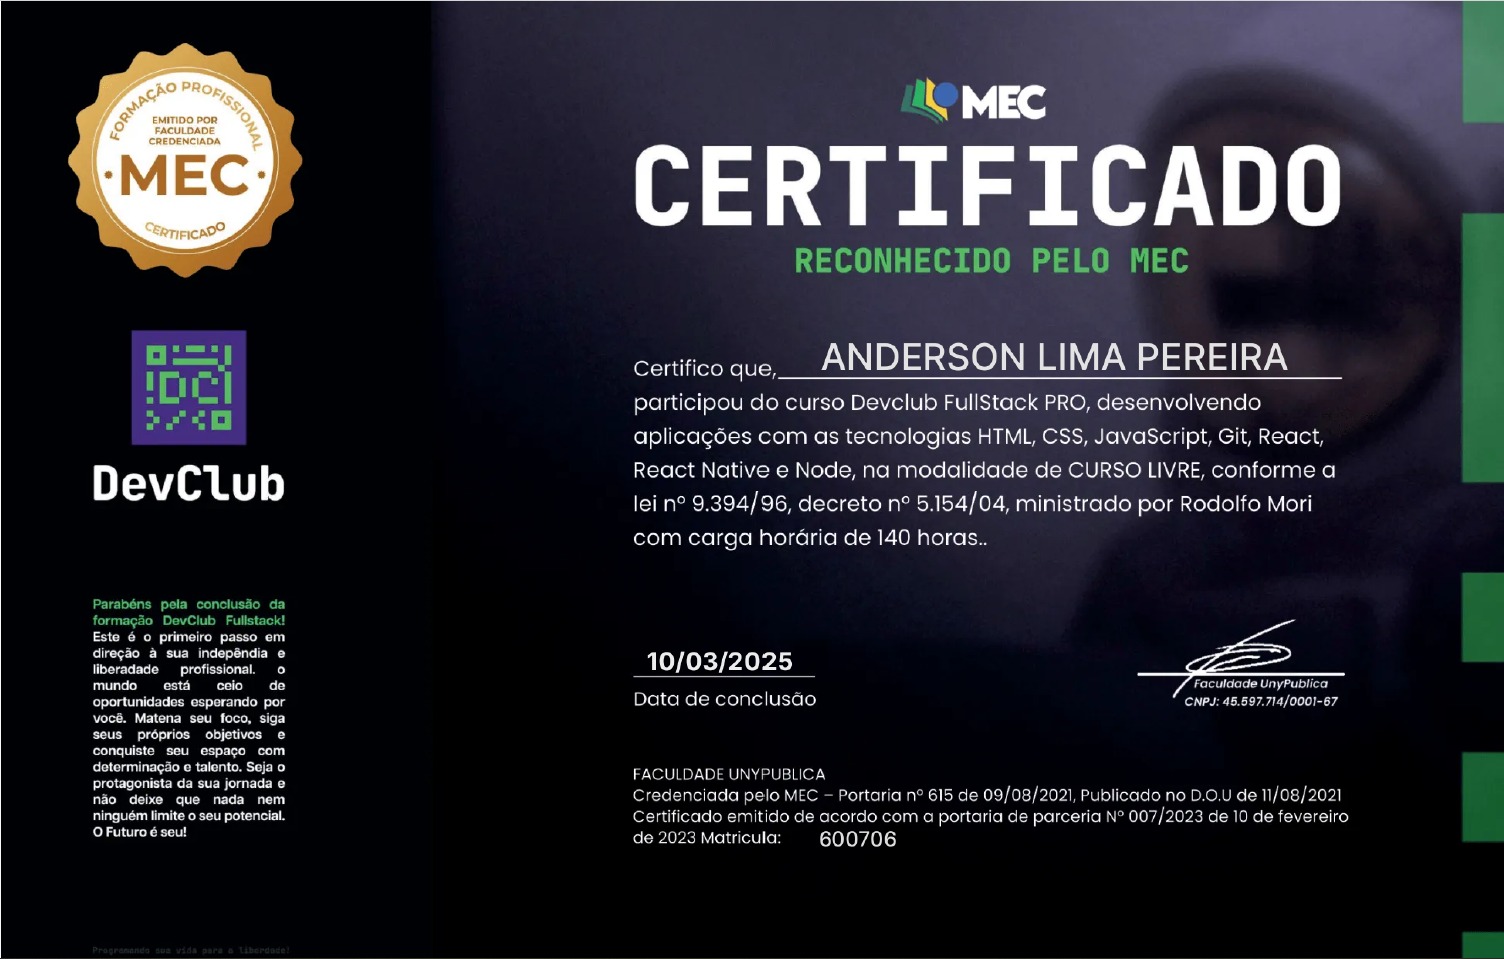 FORMAÇÃO PROFISSIONAL
EMITIDO POR
FACULDADE
CREDENCIADA
MEC
CERTIFICADO
DC
DevClub
Parabéns pela conclusão da
formação DevClub Fullstack!
Este é o primeiro passo em
direção à sua indepêndia e
liberadade profissional. o
mundo está ceio de
oportunidades esperando por
você. Matena seu foco, siga
seus próprios objetivos e
conquiste seu espaço com
determinação e talento. Seja o
protagonista da sua jornada e
não deixe que nada nem
ninguém limite o seu potencial.
O Futuro é seu!
Programando sua vida para a liberdade!
MEC
CERTIFICADO
RECONHECIDO PELO MEC
Certifico que, ANDERSON LIMA PEREIRA
participou do curso Devclub FullStack PRO, desenvolvendo
aplicações com as tecnologias HTML, CSS, JavaScript, Git, React,
React Native e Node, na modalidade de CURSO LIVRE, conforme a
lei nº 9.394/96, decreto nº 5.154/04, ministrado por Rodolfo Mori
com carga horária de 140 horas..
10/03/2025
Data de conclusão
Faculdade UnyPublica
CNPJ: 45.597.714/0001-67
FACULDADE UNYPUBLICA
Credenciada pelo MEC – Portaria nº 615 de 09/08/2021, Publicado no D.O.U de 11/08/2021
Certificado emitido de acordo com a portaria de parceria Nº 007/2023 de 10 de fevereiro
de 2023 Matricula: 600706